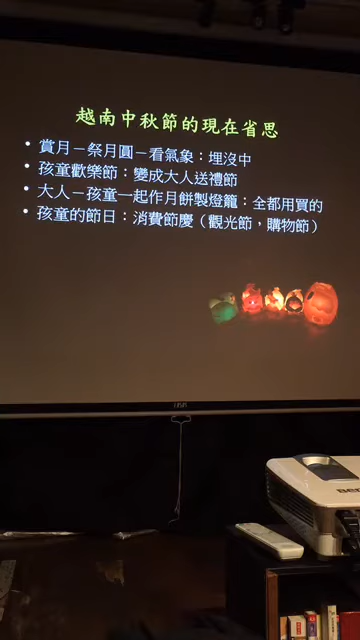 越南中秋節的現在省思
• 賞月－祭月圓－看氣象：埋沒中
• 孩童歡樂節：變成大人送禮節
• 大人－孩童一起作月餅製燈籠：全都用買的
• 孩童的節日：消費節慶（觀光節，購物節）